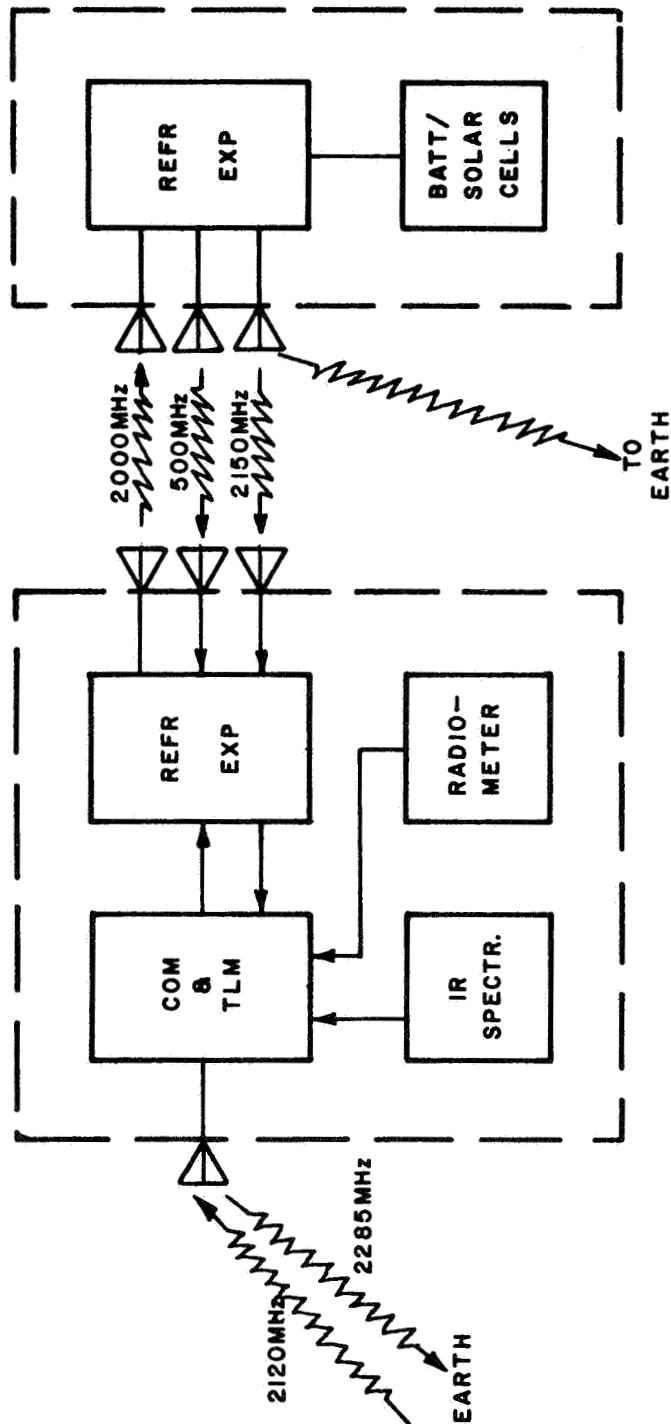 2120MHz
2285MHz
EARTH
COM
&
TLM
REFR
EXP
IR
SPECTR.
RADIO-
METER
2000MHz
500MHz
2150MHz
TO
EARTH
REFR
EXP
BATT/
SOLAR
CELLS